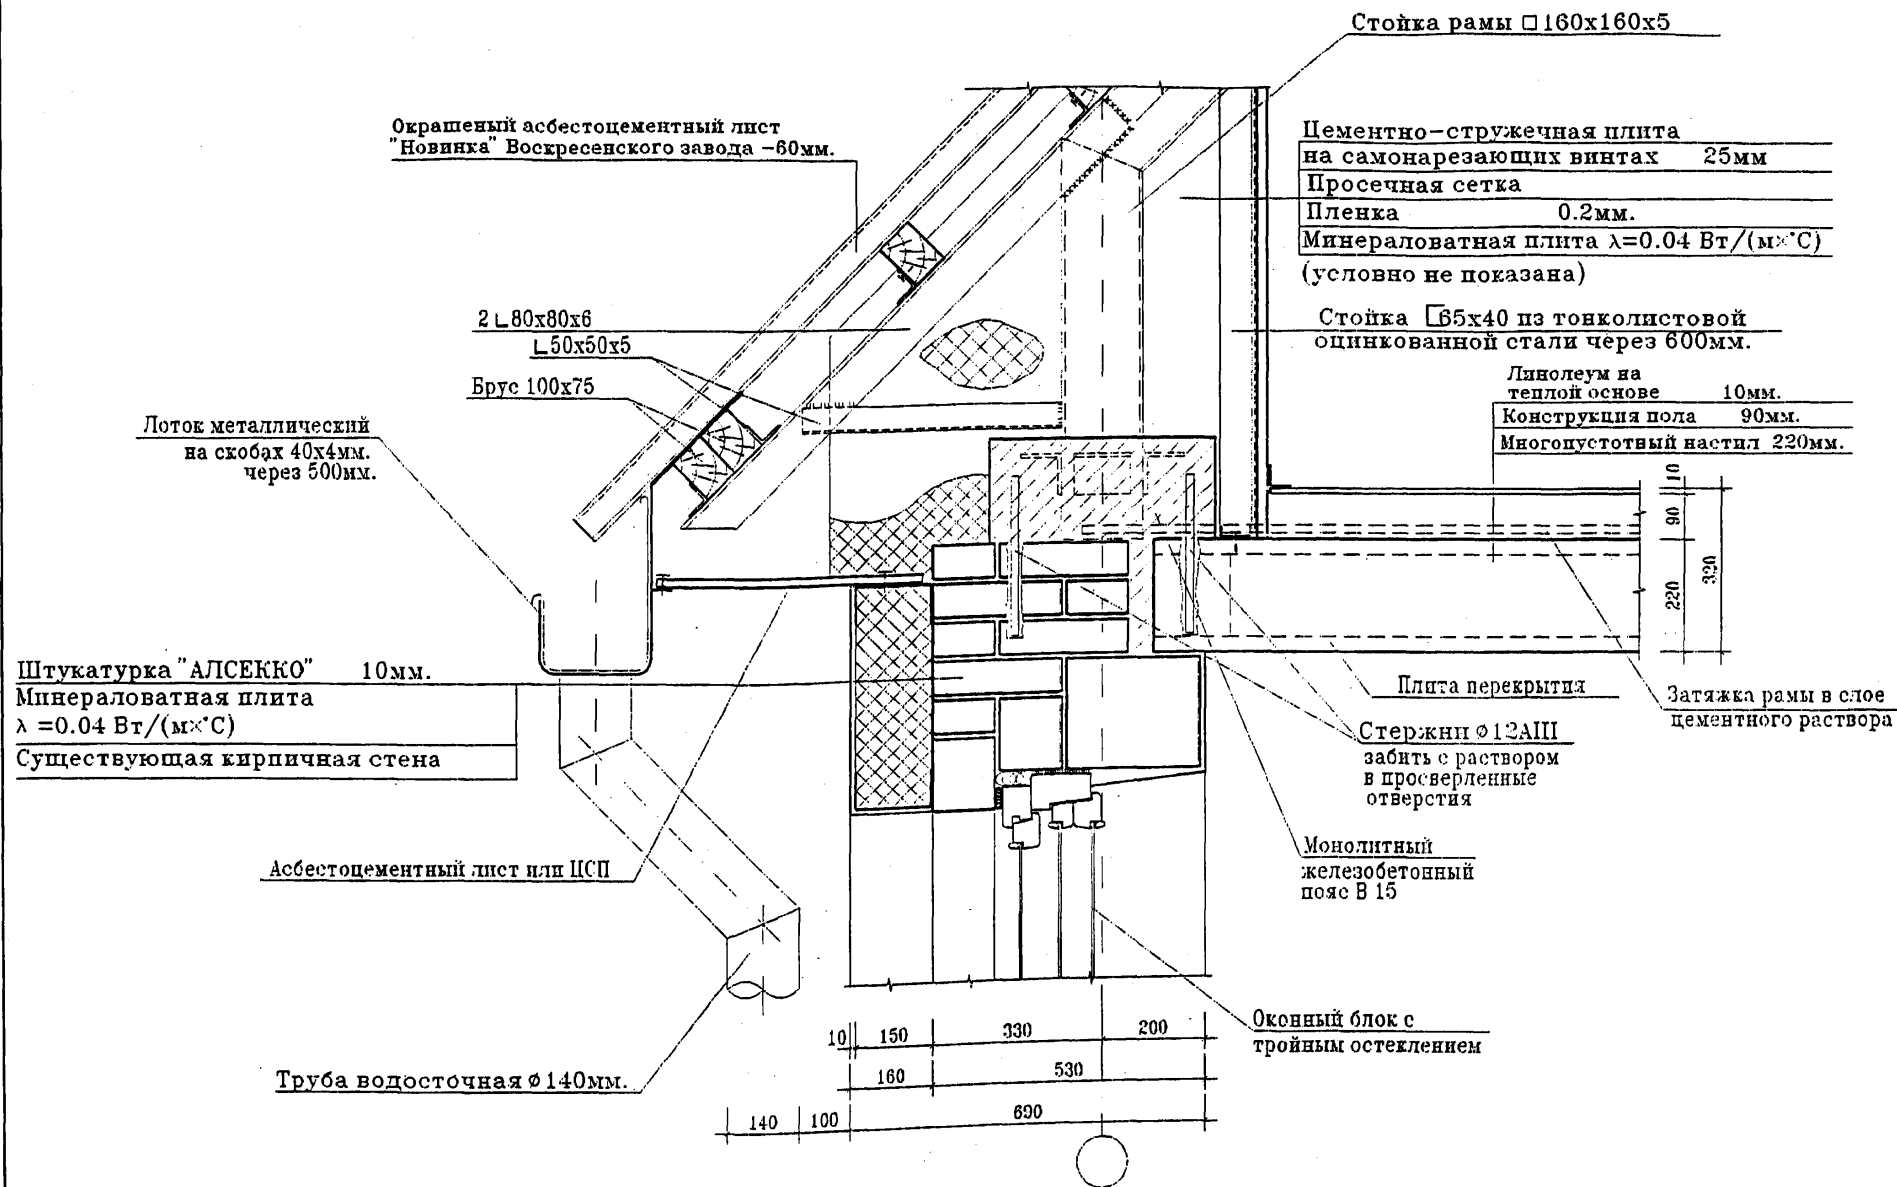 Стойка рамы □160х160х5
Окрашеный асбестоцементный лист
"Новинка" Воскресенского завода -60мм.
Цементно-стружечная плита
на самонарезающих винтах 25мм
Просечная сетка
Пленка 0.2мм.
Минераловатная плита λ=0.04 Вт/(м×°С)
(условно не показана)
2∟80х80х6
∟50х50х5
Брус 100х75
Стойка [65х40 из тонколистовой
оцинкованной стали через 600мм.
Линолеум на
теплой основе 10мм.
Конструкция пола 90мм.
Многопустотный настил 220мм.
Лоток металлический
на скобах 40х4мм.
через 500мм.
10
90
220
320
Штукатурка "АЛСЕККО" 10мм.
Минераловатная плита
λ =0.04 Вт/(м×°С)
Существующая кирпичная стена
Плита перекрытия
Затяжка рамы в слое
цементного раствора
Стержни ⌀12АIII
забить с раствором
в просверленные
отверстия
Асбестоцементный лист или ЦСП
Монолитный
железобетонный
пояс В 15
Оконный блок с
тройным остеклением
Труба водосточная ⌀140мм.
10 150 330 200
160 530
140 100 690